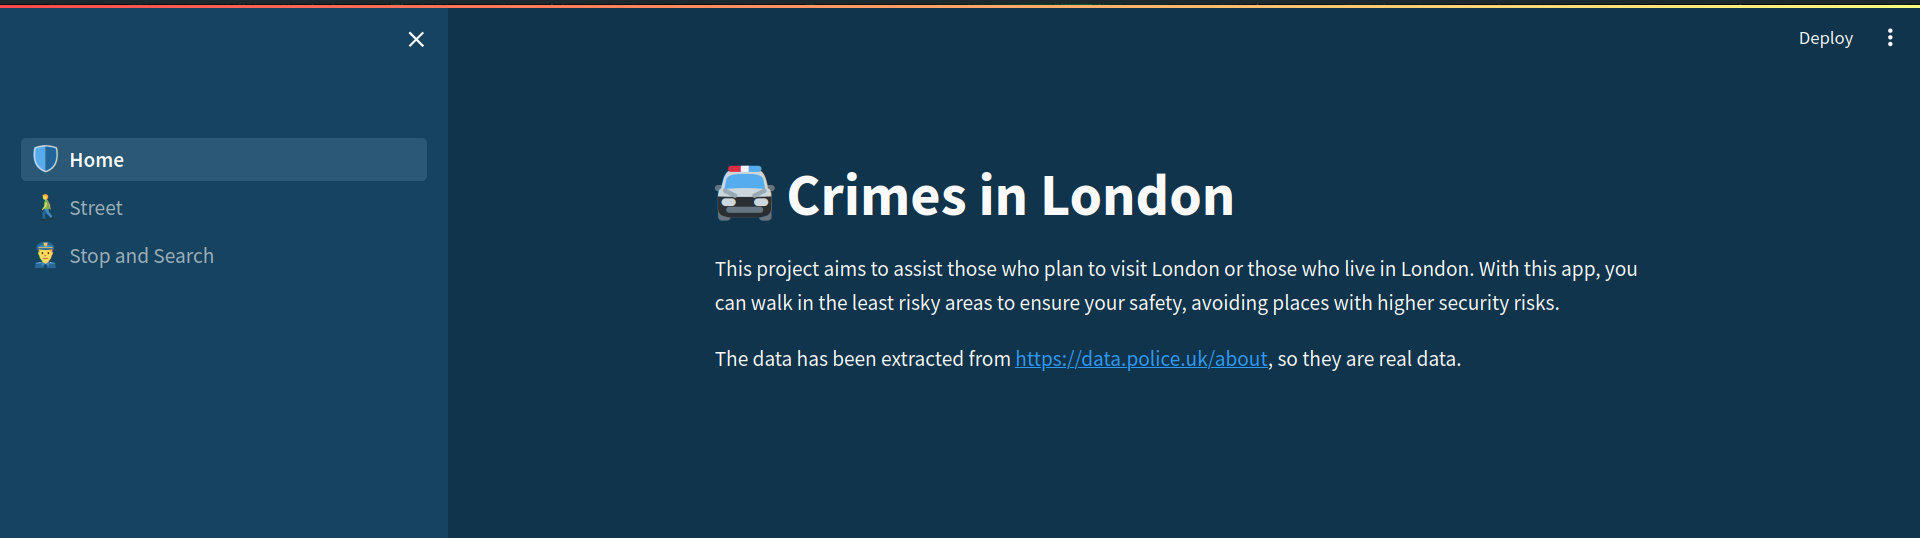 Deploy
Home
Street
Stop and Search
Crimes in London
This project aims to assist those who plan to visit London or those who live in London. With this app, you
can walk in the least risky areas to ensure your safety, avoiding places with higher security risks.
The data has been extracted from https://data.police.uk/about, so they are real data.